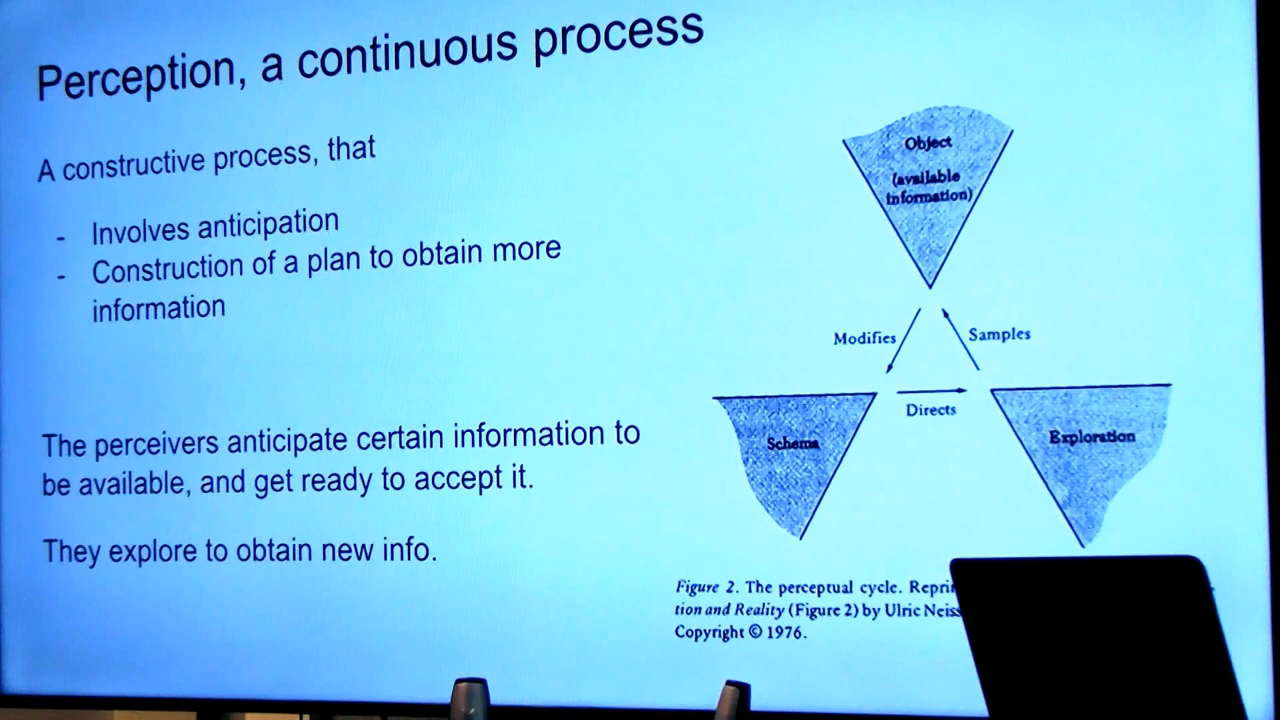 Perception, a continuous process
A constructive process, that
- Involves anticipation
- Construction of a plan to obtain more
information
The perceivers anticipate certain information to
be available, and get ready to accept it.
They explore to obtain new info.
Object
(available
information)
Modifies
Samples
Directs
Schema
Exploration
Figure 2. The perceptual cycle.
tion and Reality (Figure 2) by Ulric
Copyright © 1976.